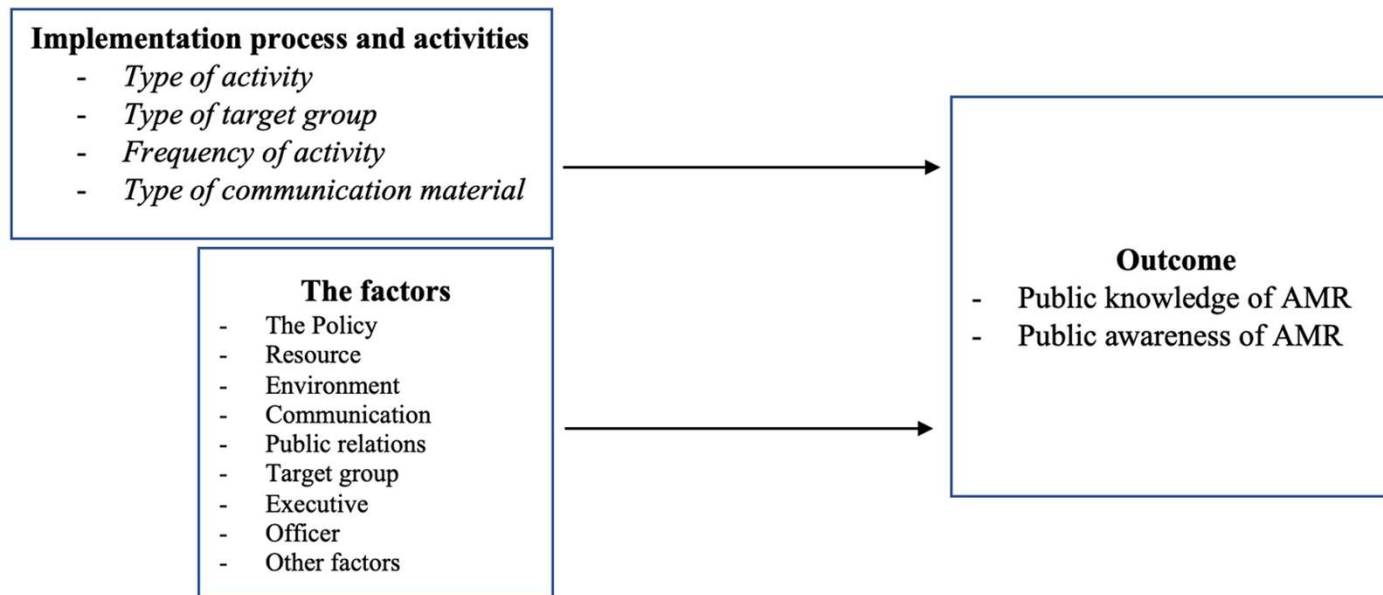 Implementation process and activities
- Type of activity
- Type of target group
- Frequency of activity
- Type of communication material
The factors
- The Policy
- Resource
- Environment
- Communication
- Public relations
- Target group
- Executive
- Officer
- Other factors
Outcome
- Public knowledge of AMR
- Public awareness of AMR